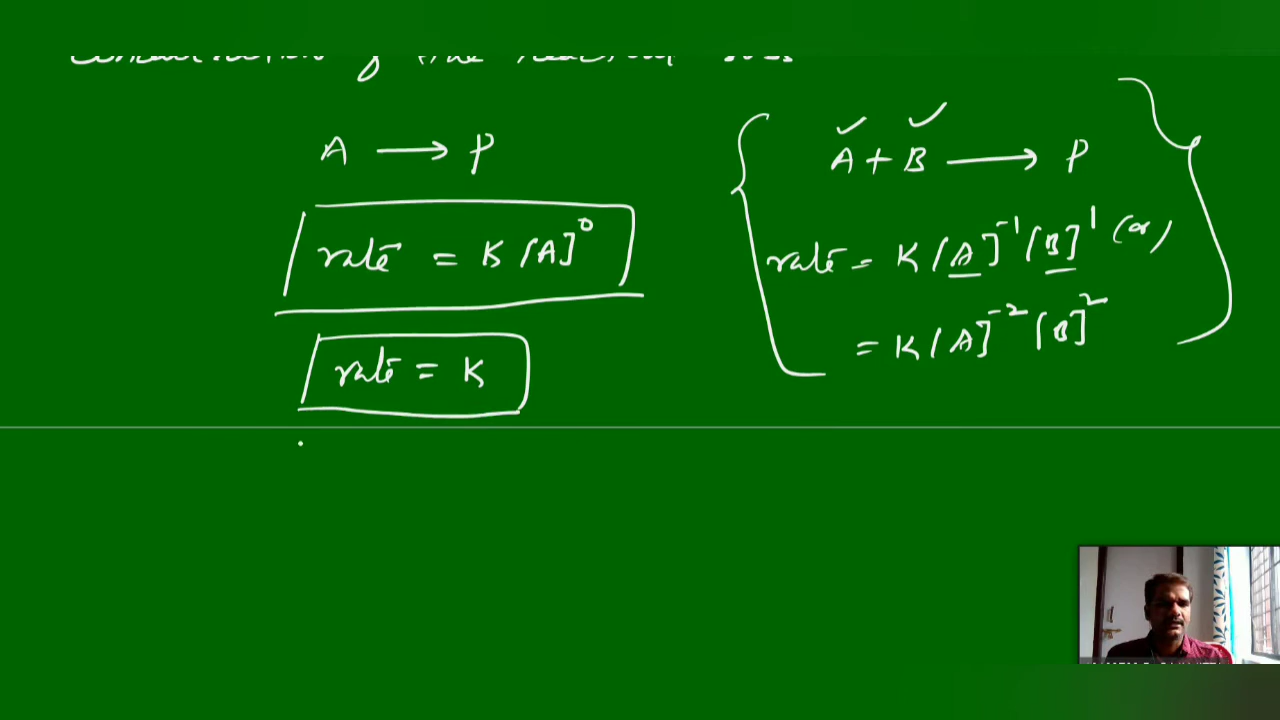 A ⟶ P
rate = K [A]⁰
rate = K
A + B ⟶ P
rate = K [A]⁻¹ [B]¹ (or)
= K [A]⁻² [B]²